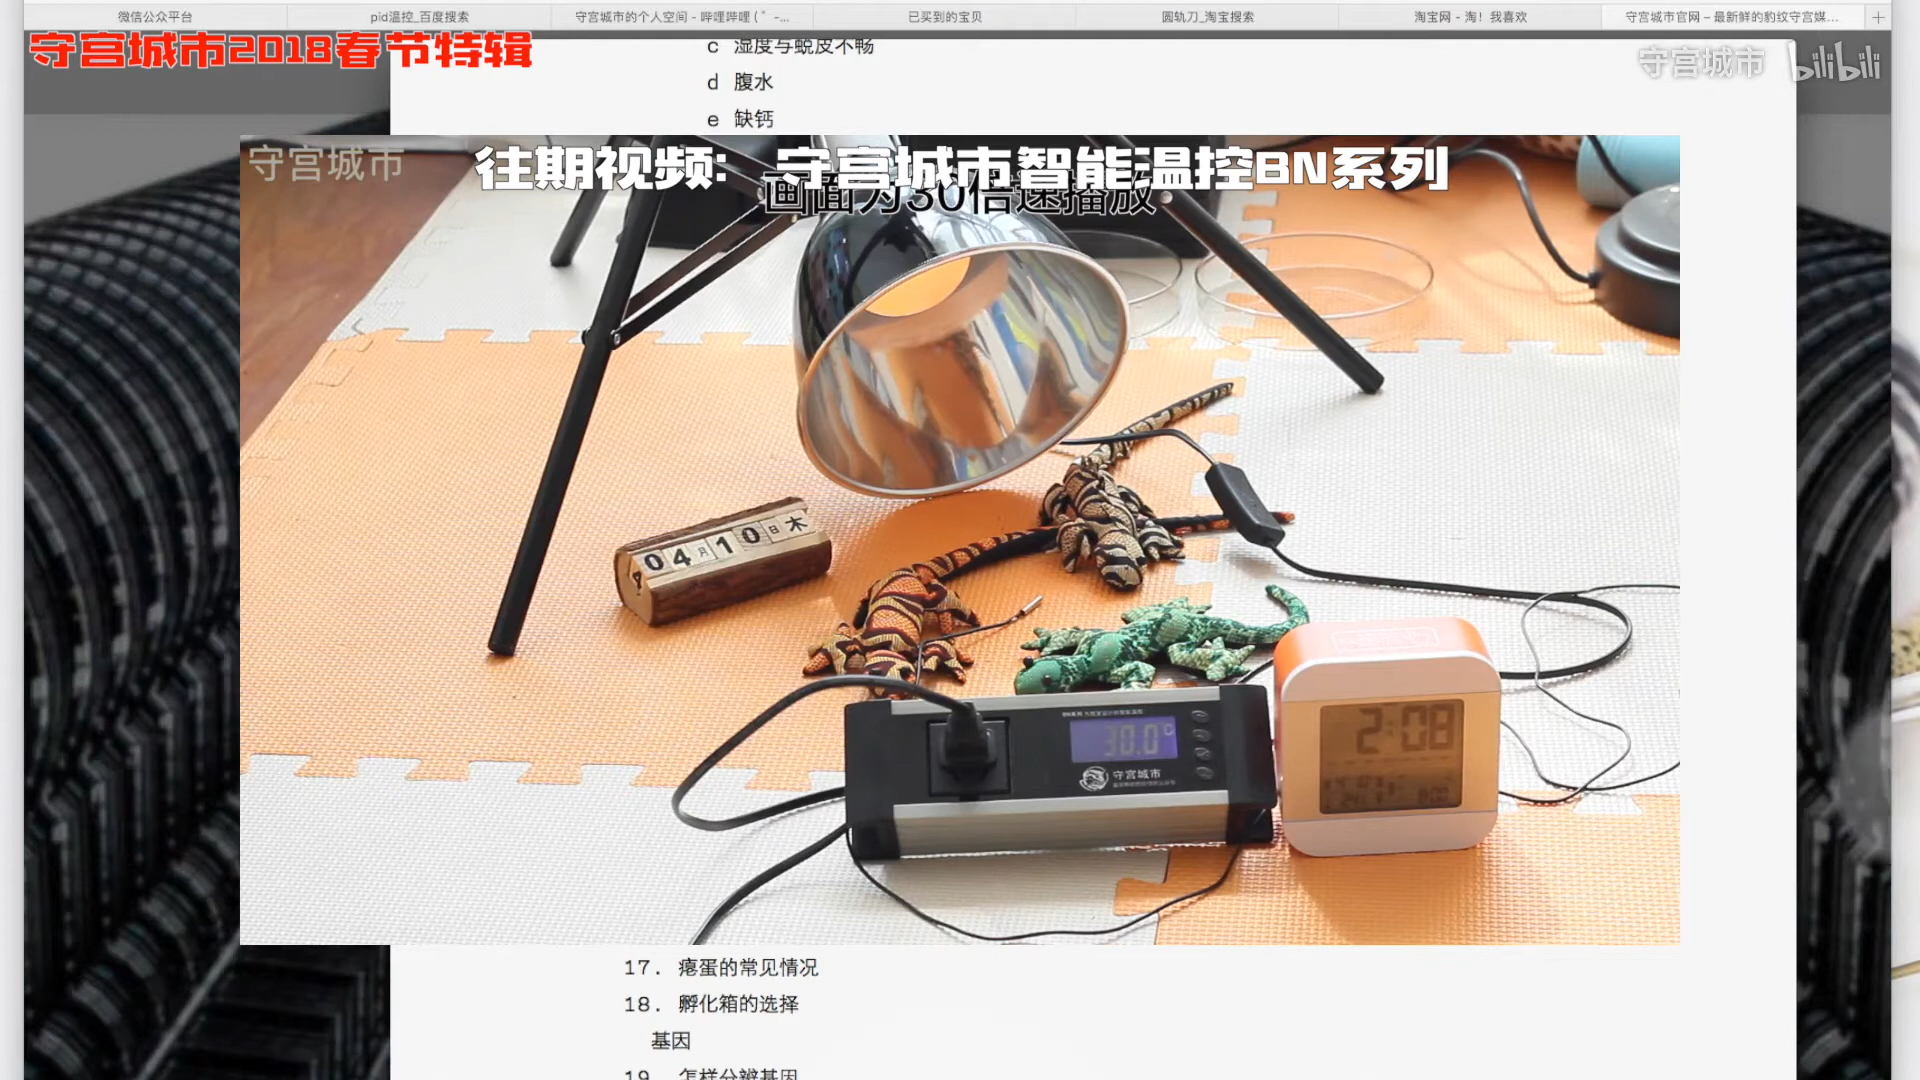 微信公众平台
pid温控_百度搜索
守宫城市的个人空间 - 哔哩哔哩 ( ゜-...
已买到的宝贝
圆轨刀_淘宝搜索
淘宝网 - 淘！我喜欢
守宫城市官网 – 最新鲜的豹纹守宫媒...
守宫城市2018春节特辑
守宫城市 bilibili
c 湿度与蜕皮不畅
d 腹水
e 缺钙
守宫城市
往期视频： 守宫城市智能温控BN系列
画面为30倍速播放
04月10日木
30.0℃
守宫城市
2:08
17. 瘪蛋的常见情况
18. 孵化箱的选择
基因
19. 怎样分辨基因